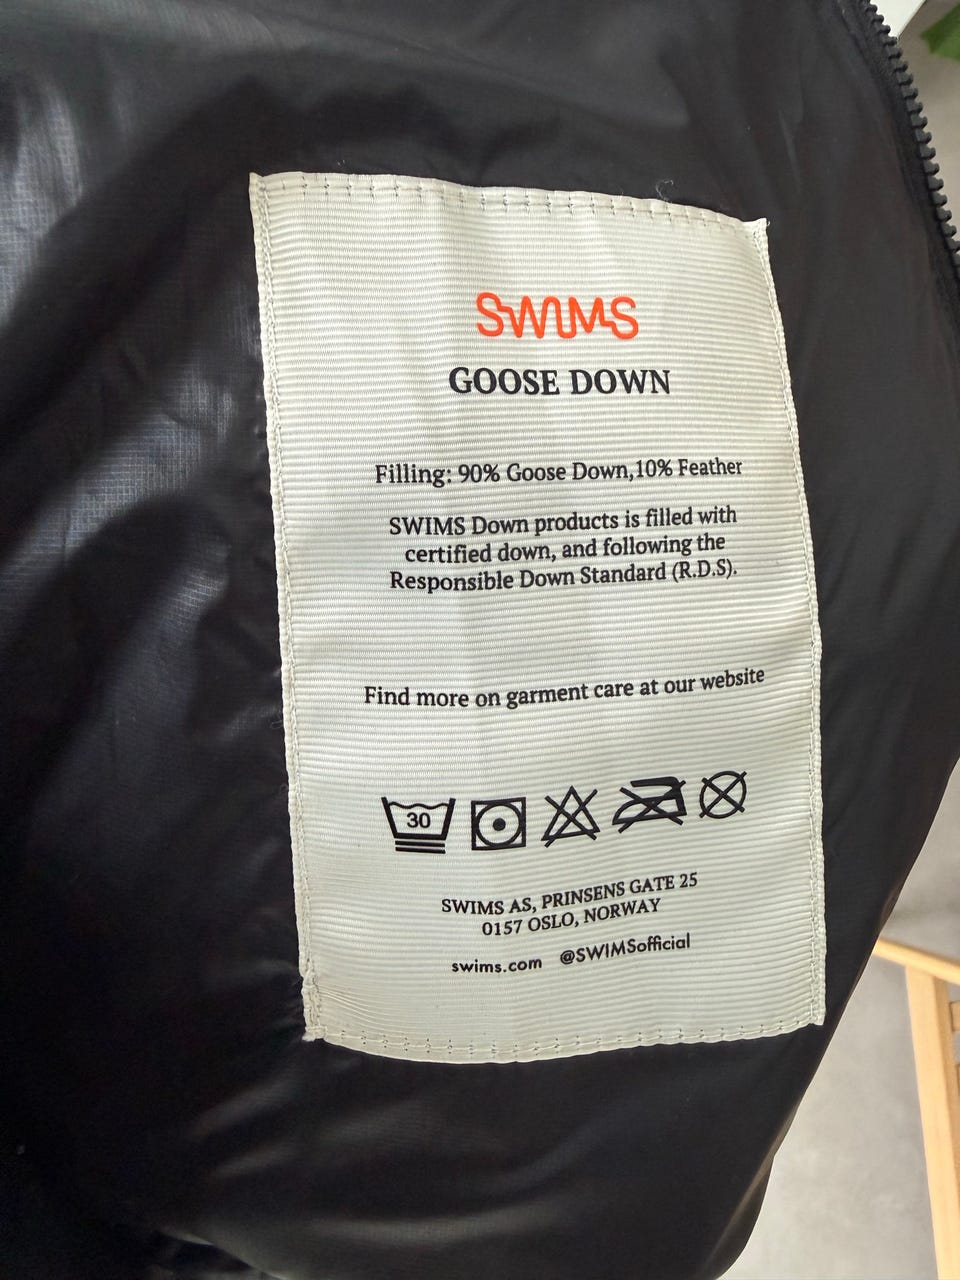 SWIMS
GOOSE DOWN
Filling: 90% Goose Down,10% Feather
SWIMS Down products is filled with
certified down, and following the
Responsible Down Standard (R.D.S).
Find more on garment care at our website
30
SWIMS AS, PRINSENS GATE 25
0157 OSLO, NORWAY
swims.com @SWIMSofficial